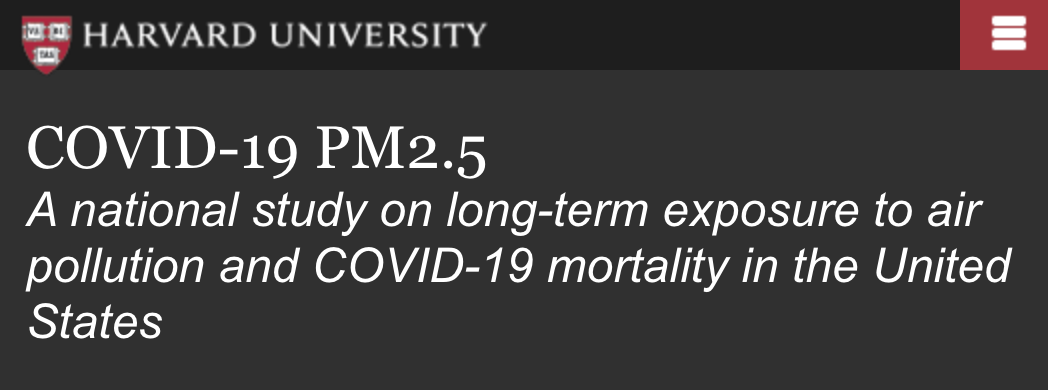 HARVARD UNIVERSITY
COVID-19 PM2.5
A national study on long-term exposure to air
pollution and COVID-19 mortality in the United
States